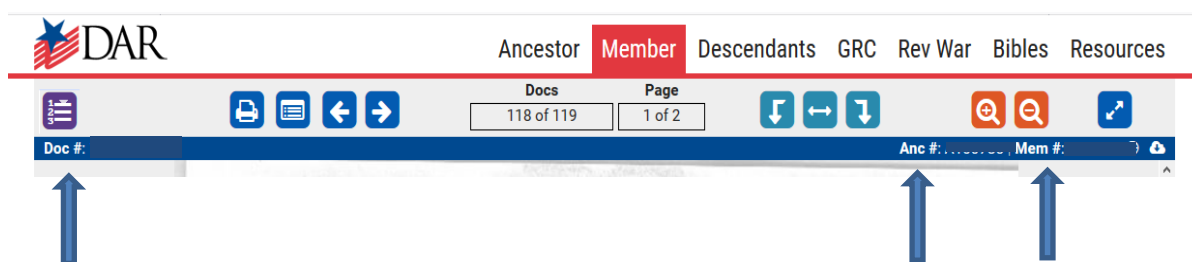 DAR
Ancestor Member Descendants GRC Rev War Bibles Resources
Docs Page
118 of 119 1 of 2
Doc #:
Anc #: Mem #: